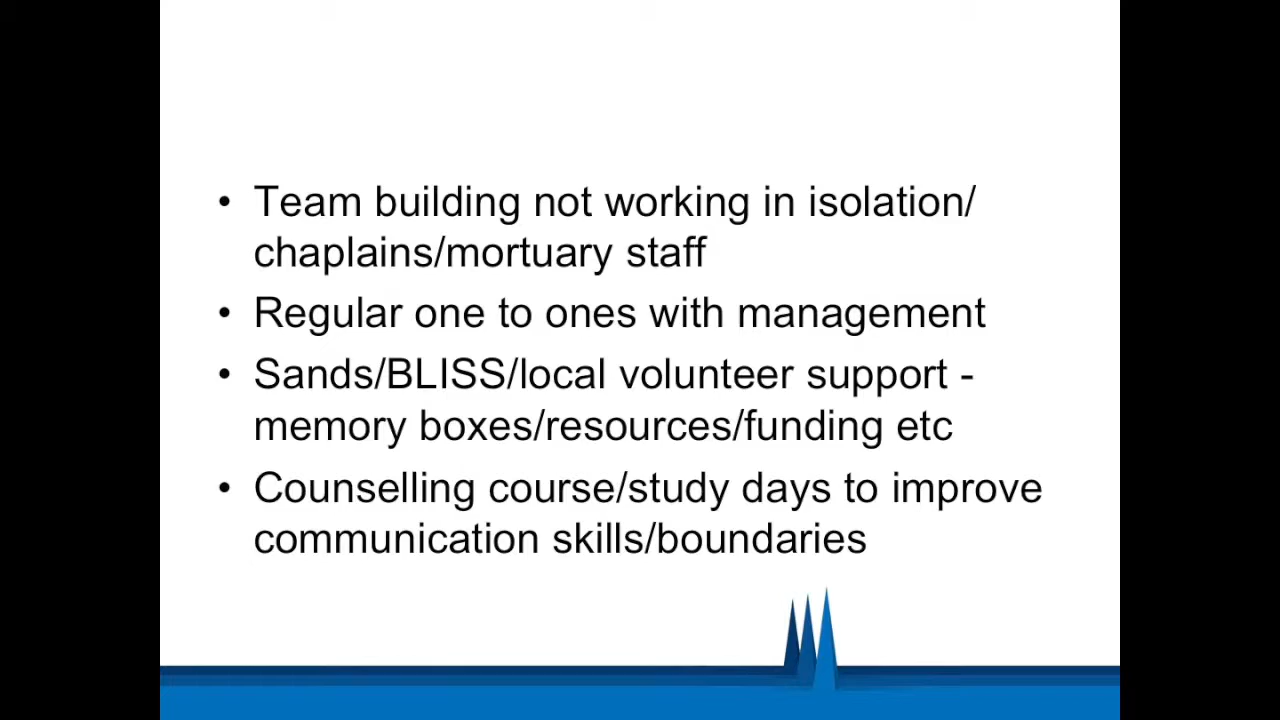 • Team building not working in isolation/
chaplains/mortuary staff
• Regular one to ones with management
• Sands/BLISS/local volunteer support -
memory boxes/resources/funding etc
• Counselling course/study days to improve
communication skills/boundaries